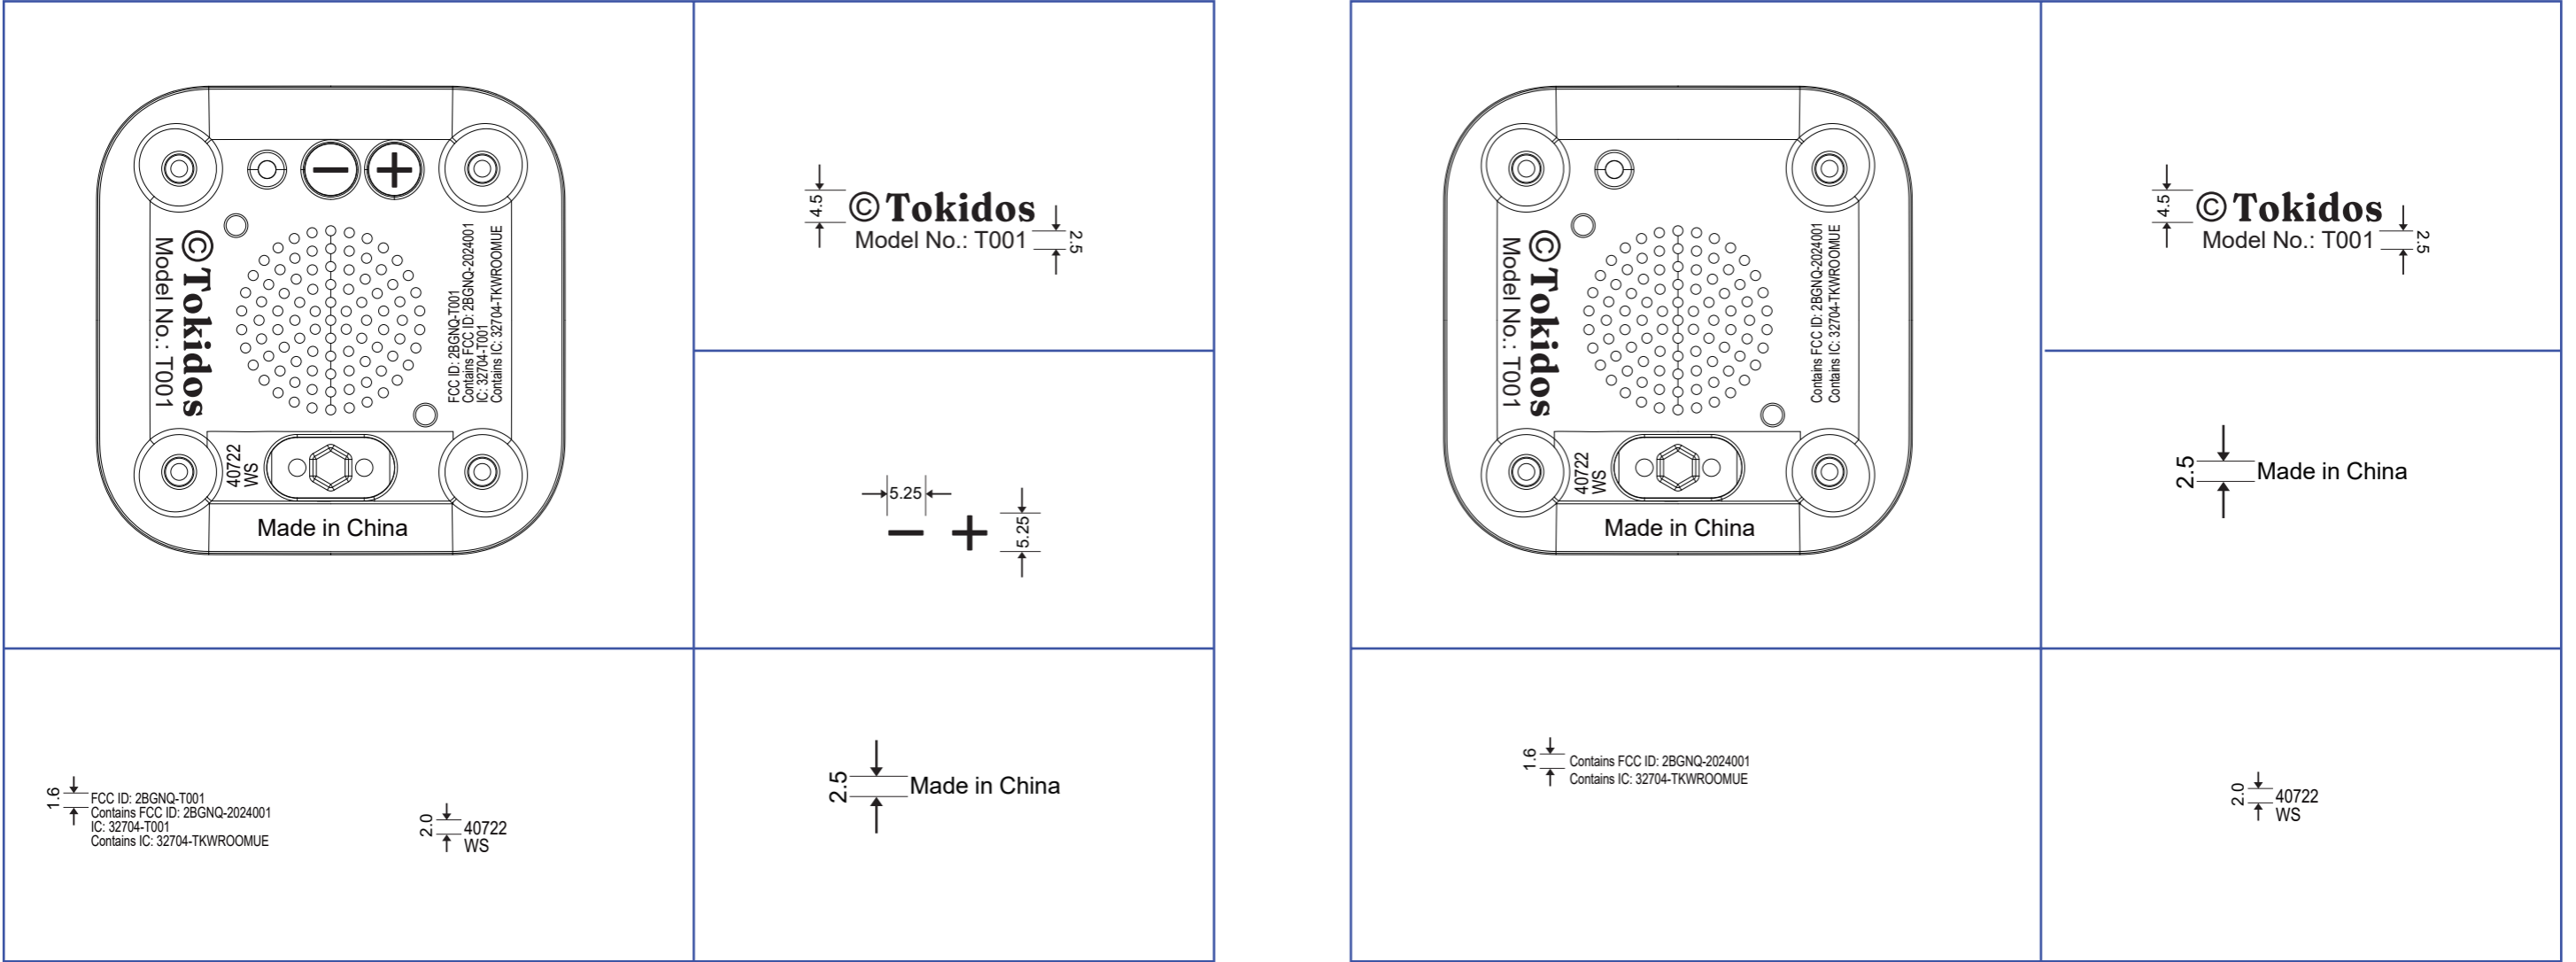 ©Tokidos
Model No.: T001
FCC ID: 2BGNQ-T001
Contains FCC ID: 2BGNQ-2024001
IC: 32704-T001
Contains IC: 32704-TKWROOMUE
40722
WS
Made in China
4.5
©Tokidos
Model No.: T001
2.5
5.25
− +
5.25
1.6
FCC ID: 2BGNQ-T001
Contains FCC ID: 2BGNQ-2024001
IC: 32704-T001
Contains IC: 32704-TKWROOMUE
2.0
40722
WS
2.5
Made in China
©Tokidos
Model No.: T001
Contains FCC ID: 2BGNQ-2024001
Contains IC: 32704-TKWROOMUE
40722
WS
Made in China
4.5
©Tokidos
Model No.: T001
2.5
2.5
Made in China
1.6
Contains FCC ID: 2BGNQ-2024001
Contains IC: 32704-TKWROOMUE
2.0
40722
WS